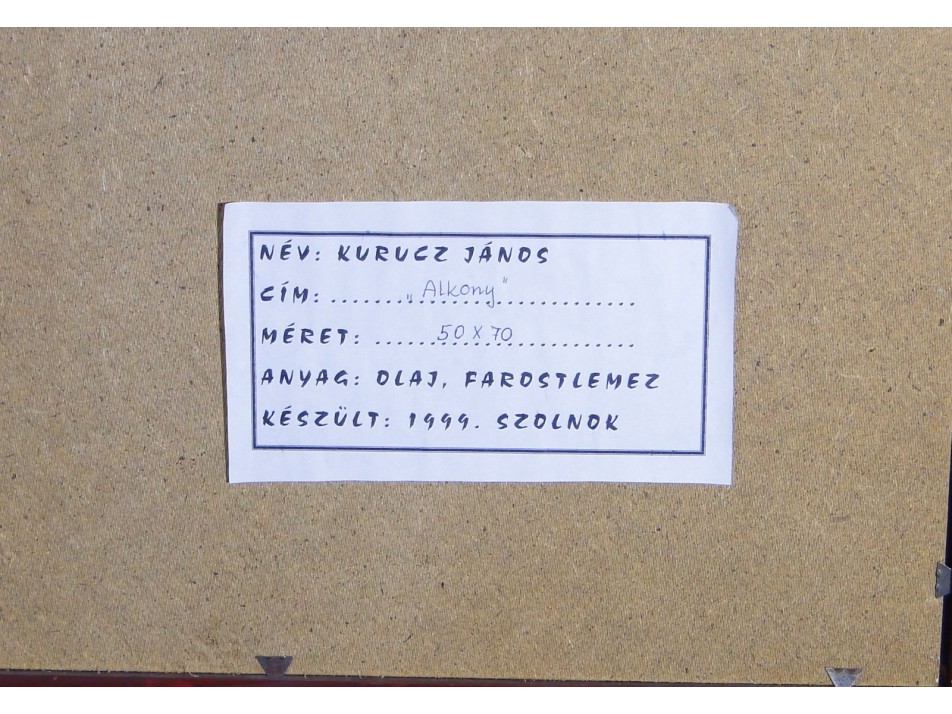 NÉV: KURUCZ JÁNOS
CÍM: ......."Alkony"..................
MÉRET: ......50 X 70.................
ANYAG: OLAJ, FAROSTLEMEZ
KÉSZÜLT: 1999. SZOLNOK